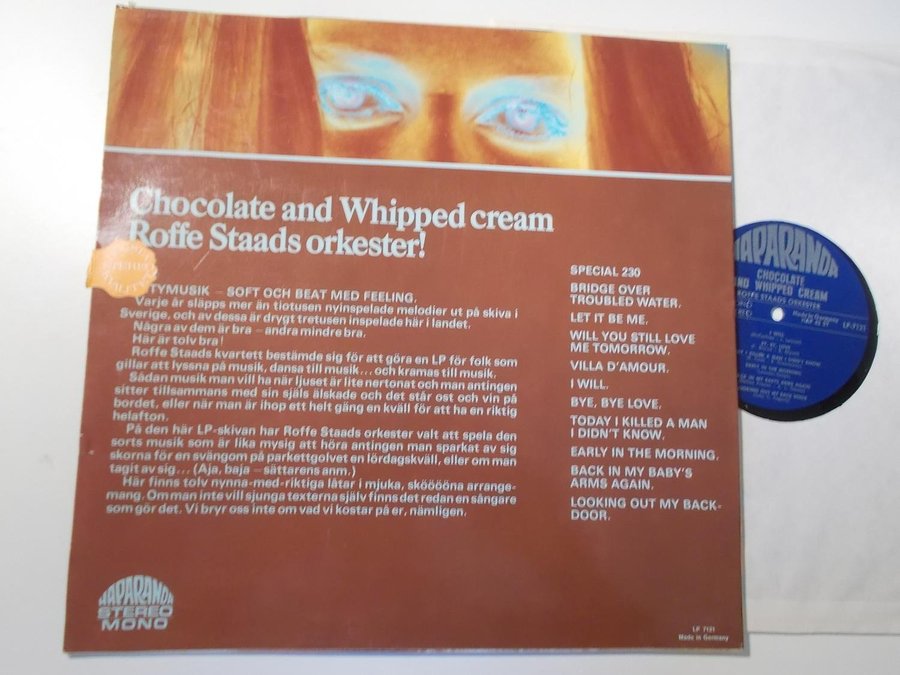 Chocolate and Whipped cream
Roffe Staads orkester!
TYMUSIK – SOFT OCH BEAT MED FEELING.
Varje år släpps mer än tiotusen nyinspelade melodier ut på skiva i
Sverige, och av dessa är drygt tretusen inspelade här i landet.
Några av dem är bra – andra mindre bra.
Här är tolv bra!
Roffe Staads kvartett bestämde sig för att göra en LP för folk som
gillar att lyssna på musik, dansa till musik... och kramas till musik.
Sådan musik man vill ha när ljuset är lite nertonat och man antingen
sitter tillsammans med sin själs älskade och det står ost och vin på
bordet, eller när man är ihop ett helt gäng en kväll för att ha en riktig
helafton.
På den här LP-skivan har Roffe Staads orkester valt att spela den
sorts musik som är lika mysig att höra antingen man sparkat av sig
skorna för en svängom på parkettgolvet en lördagskväll, eller om man
tagit av sig... (Aja, baja – sättarens anm.)
Här finns tolv nynna-med-riktiga låtar i mjuka, sköööna arrange-
mang. Om man inte vill sjunga texterna själv finns det redan en sångare
som gör det. Vi bryr oss inte om vad vi kostar på er, nämligen.
SPECIAL 230
BRIDGE OVER
TROUBLED WATER.
LET IT BE ME.
WILL YOU STILL LOVE
ME TOMORROW.
VILLA D'AMOUR.
I WILL.
BYE, BYE LOVE.
TODAY I KILLED A MAN
I DIDN'T KNOW.
EARLY IN THE MORNING.
BACK IN MY BABY'S
ARMS AGAIN.
LOOKING OUT MY BACK-
DOOR.
HAPARANDA
STEREO
MONO
LP 7121
Made in Germany
HAPARANDA
CHOCOLATE
AND WHIPPED CREAM
ROFFE STAADS ORKESTER
Made in Germany
LP-7121
I WILL